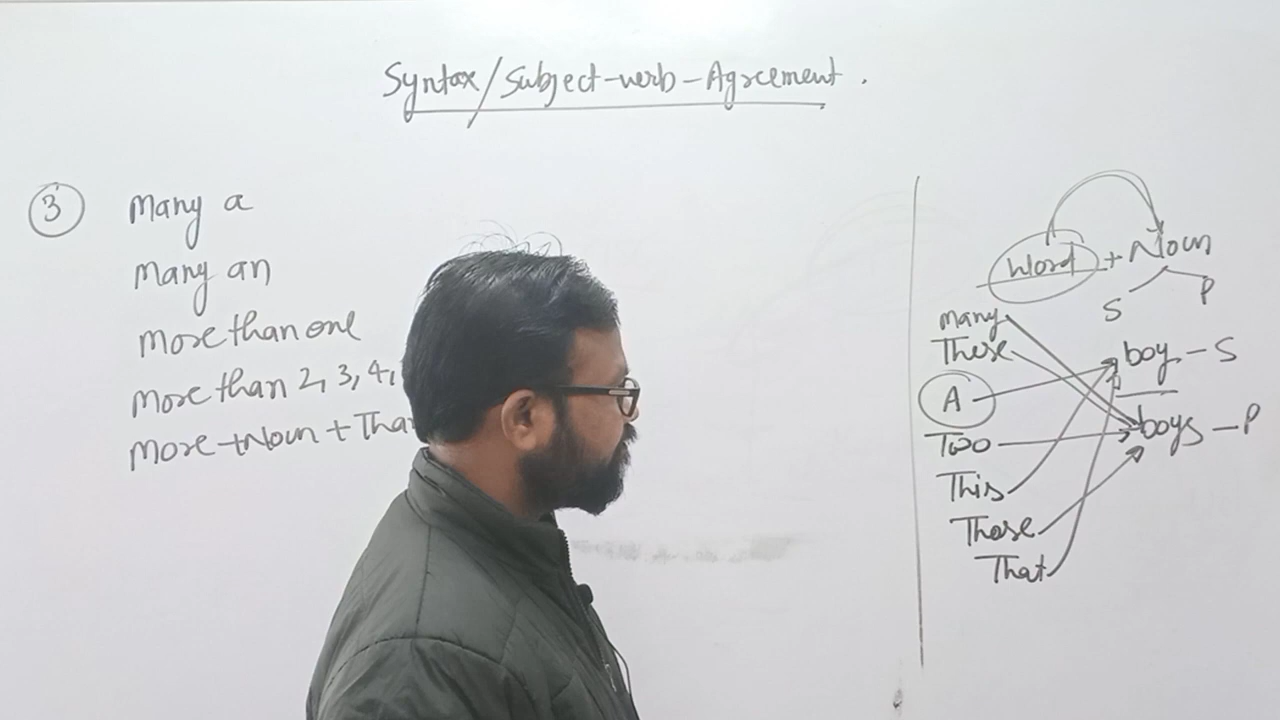 Syntax/Subject-verb-Agreement.
3 Many a
Many an
More than one
More than 2, 3, 4,
More + Noun + Tha
Word + Noun
S P
Many
These
boy - S
A
boys - P
Two
This
Those
That